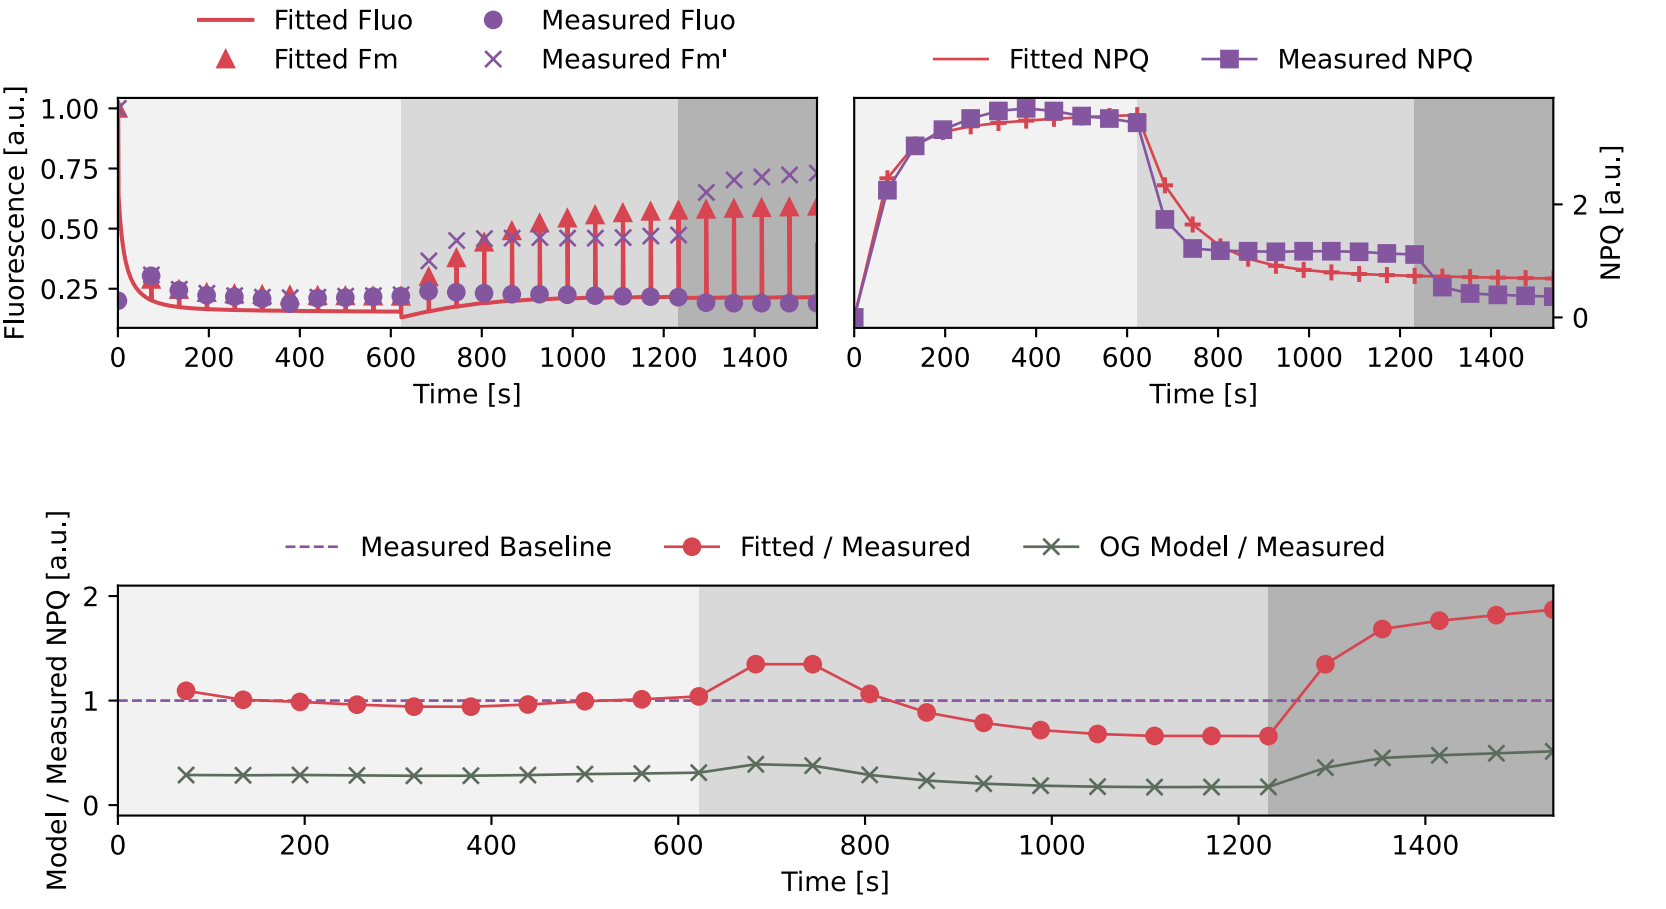 Fitted Fluo
Measured Fluo
Fitted Fm
Measured Fm'
Fitted NPQ
Measured NPQ
Fluorescence [a.u.]
1.00
0.75
0.50
0.25
0 200 400 600 800 1000 1200 1400
Time [s]
2
0
NPQ [a.u.]
0 200 400 600 800 1000 1200 1400
Time [s]
Measured Baseline
Fitted / Measured
OG Model / Measured
Model / Measured NPQ [a.u.]
2
1
0
0 200 400 600 800 1000 1200 1400
Time [s]